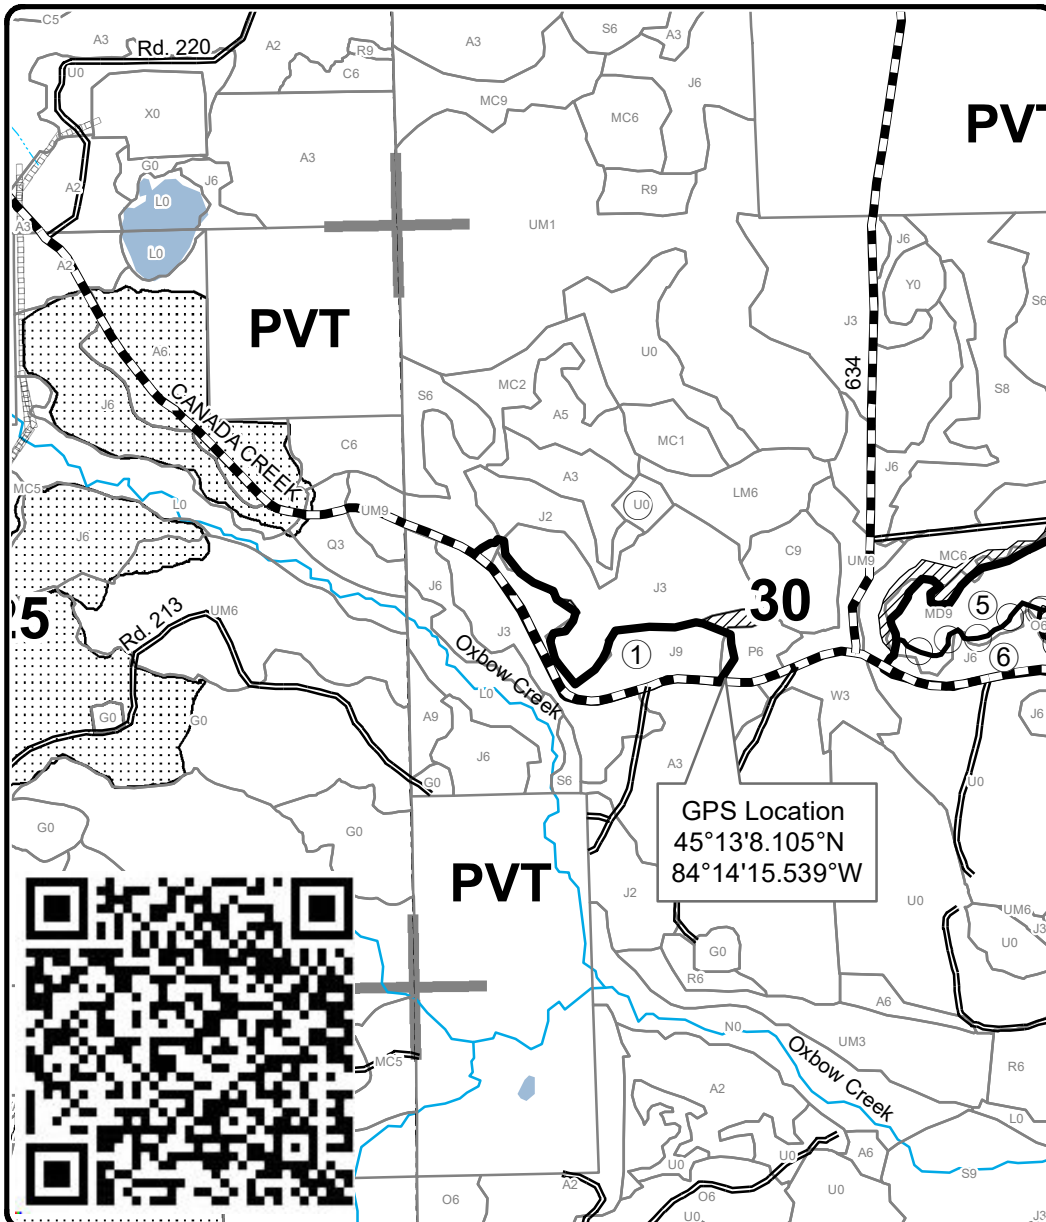 C5
A3
Rd. 220
A2
R9
C6
A3
S6
A3
J6
U0
X0
MC9
MC6
PVT
G0
A3
J6
A2
L0
R9
A3
UM1
L0
A2
J6
Y0
S6
PVT
J3
A6
U0
634
MC2
S8
J6
CANADA CREEK
S6
A5
C6
MC1
A3
J6
MC5
L0
LM6
U0
UM9
J2
J6
Q3
C9
UM9
MC6
J6
J3
30
25
UM6
MD9
5
O6
Rd. 213
J3
Oxbow Creek
1
J9
P6
J6
6
L0
W3
G0
G0
A9
J6
J6
A3
G0
S6
U0
GPS Location
45°13'8.105"N
84°14'15.539"W
G0
G0
PVT
J2
U0
UM6
J3
U0
G0
R6
A6
N0
UM3
Oxbow Creek
MC5
R6
A2
L0
A6
U0
U0
S9
A2
O6
O6
U0
U0
J3